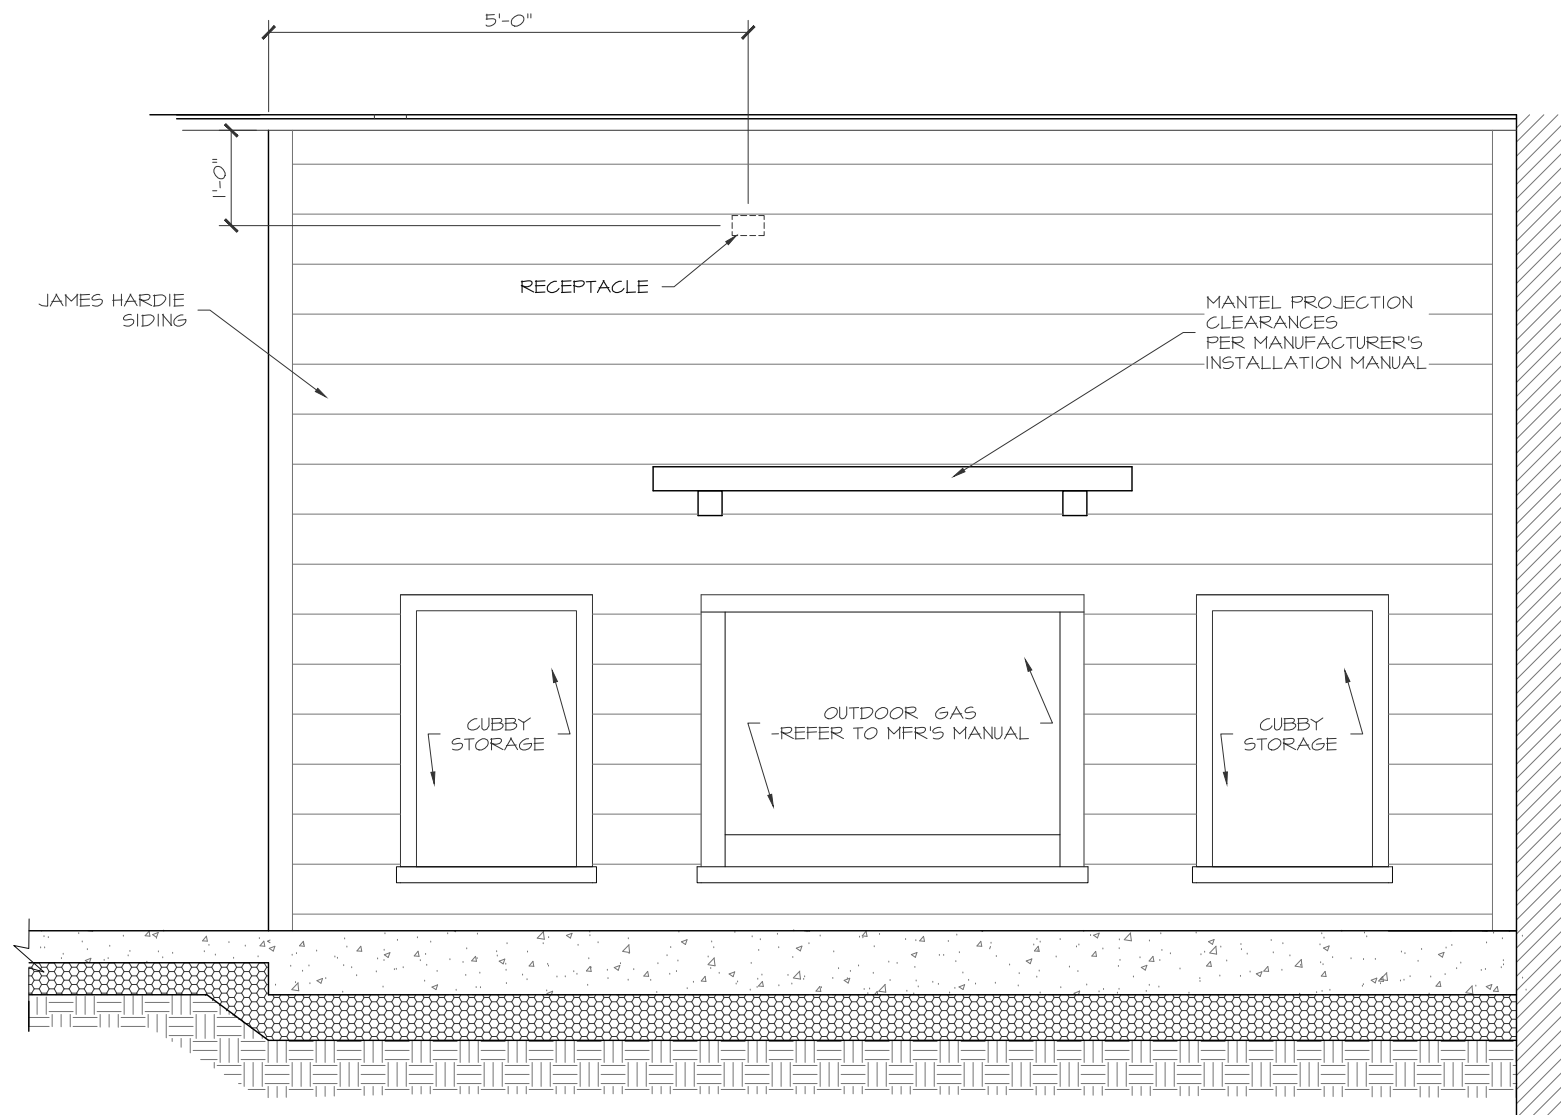 5'-0"
1'-0"
RECEPTACLE
JAMES HARDIE
SIDING
MANTEL PROJECTION
CLEARANCES
PER MANUFACTURER'S
INSTALLATION MANUAL
CUBBY
STORAGE
OUTDOOR GAS
-REFER TO MFR'S MANUAL
CUBBY
STORAGE